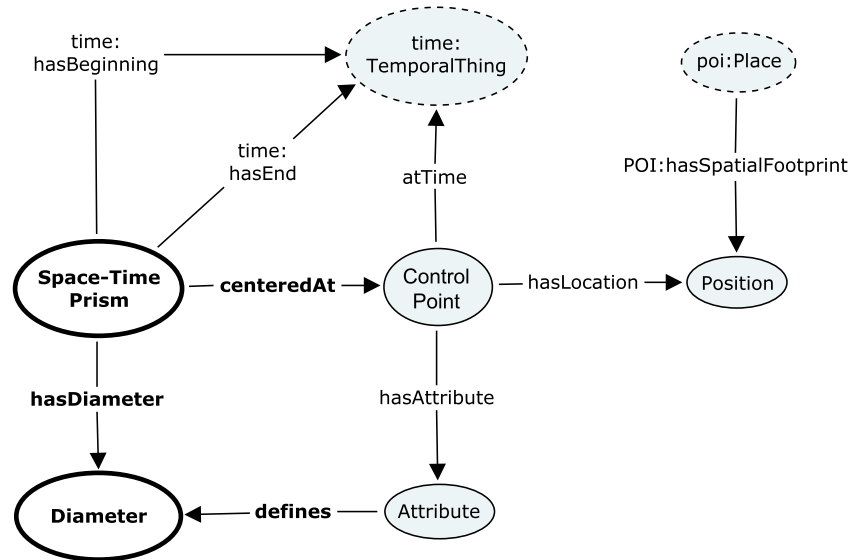 time:
hasBeginning
time:
TemporalThing
poi:Place
time:
hasEnd
atTime
POI:hasSpatialFootprint
Space-Time
Prism
centeredAt
Control
Point
hasLocation
Position
hasDiameter
hasAttribute
Diameter
defines
Attribute